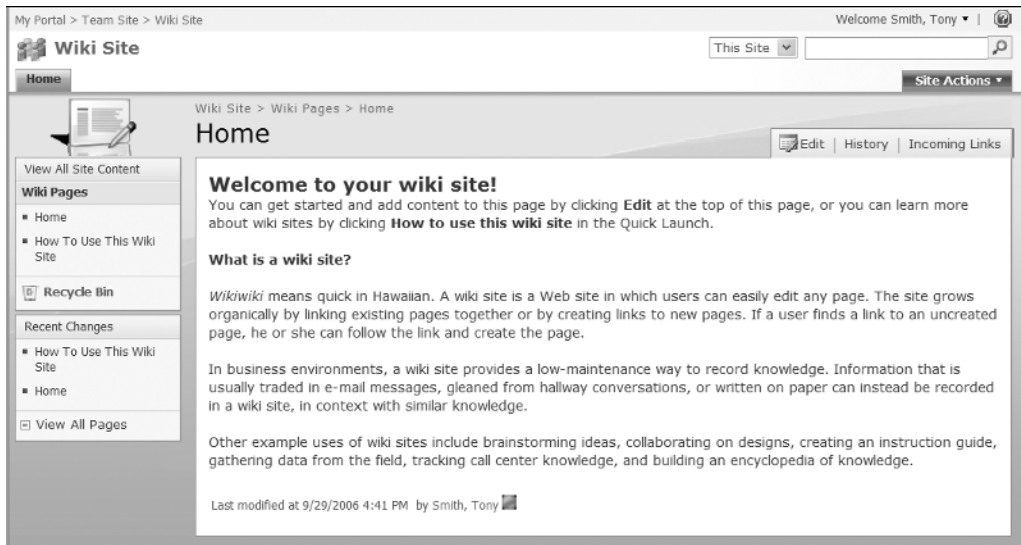 My Portal > Team Site > Wiki Site
Welcome Smith, Tony
Wiki Site
This Site
Home
Site Actions
Wiki Site > Wiki Pages > Home
Home
Edit | History | Incoming Links
View All Site Content
Wiki Pages
Home
How To Use This Wiki
Site
Recycle Bin
Recent Changes
How To Use This Wiki
Site
Home
View All Pages
Welcome to your wiki site!
You can get started and add content to this page by clicking Edit at the top of this page, or you can learn more
about wiki sites by clicking How to use this wiki site in the Quick Launch.
What is a wiki site?
Wikiwiki means quick in Hawaiian. A wiki site is a Web site in which users can easily edit any page. The site grows
organically by linking existing pages together or by creating links to new pages. If a user finds a link to an uncreated
page, he or she can follow the link and create the page.
In business environments, a wiki site provides a low-maintenance way to record knowledge. Information that is
usually traded in e-mail messages, gleaned from hallway conversations, or written on paper can instead be recorded
in a wiki site, in context with similar knowledge.
Other example uses of wiki sites include brainstorming ideas, collaborating on designs, creating an instruction guide,
gathering data from the field, tracking call center knowledge, and building an encyclopedia of knowledge.
Last modified at 9/29/2006 4:41 PM by Smith, Tony